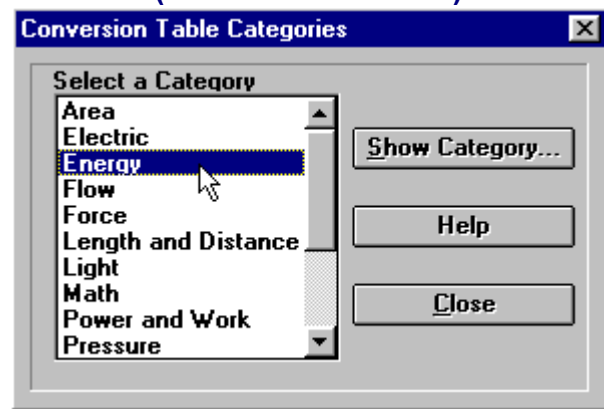 Conversion Table Categories
Select a Category
Area
Electric
Energy
Flow
Force
Length and Distance
Light
Math
Power and Work
Pressure
Show Category...
Help
Close